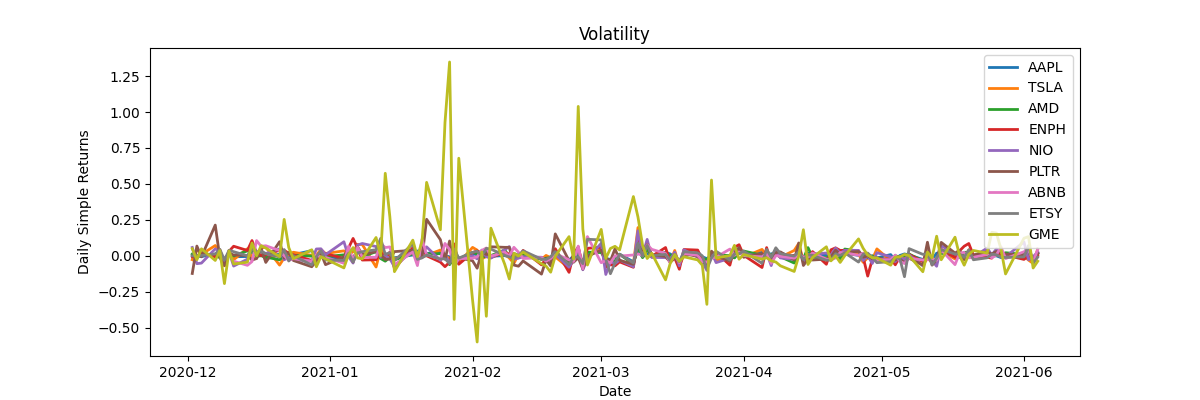 Volatility
Daily Simple Returns
1.25
1.00
0.75
0.50
0.25
0.00
−0.25
−0.50
2020-12
2021-01
2021-02
2021-03
2021-04
2021-05
2021-06
Date
AAPL
TSLA
AMD
ENPH
NIO
PLTR
ABNB
ETSY
GME